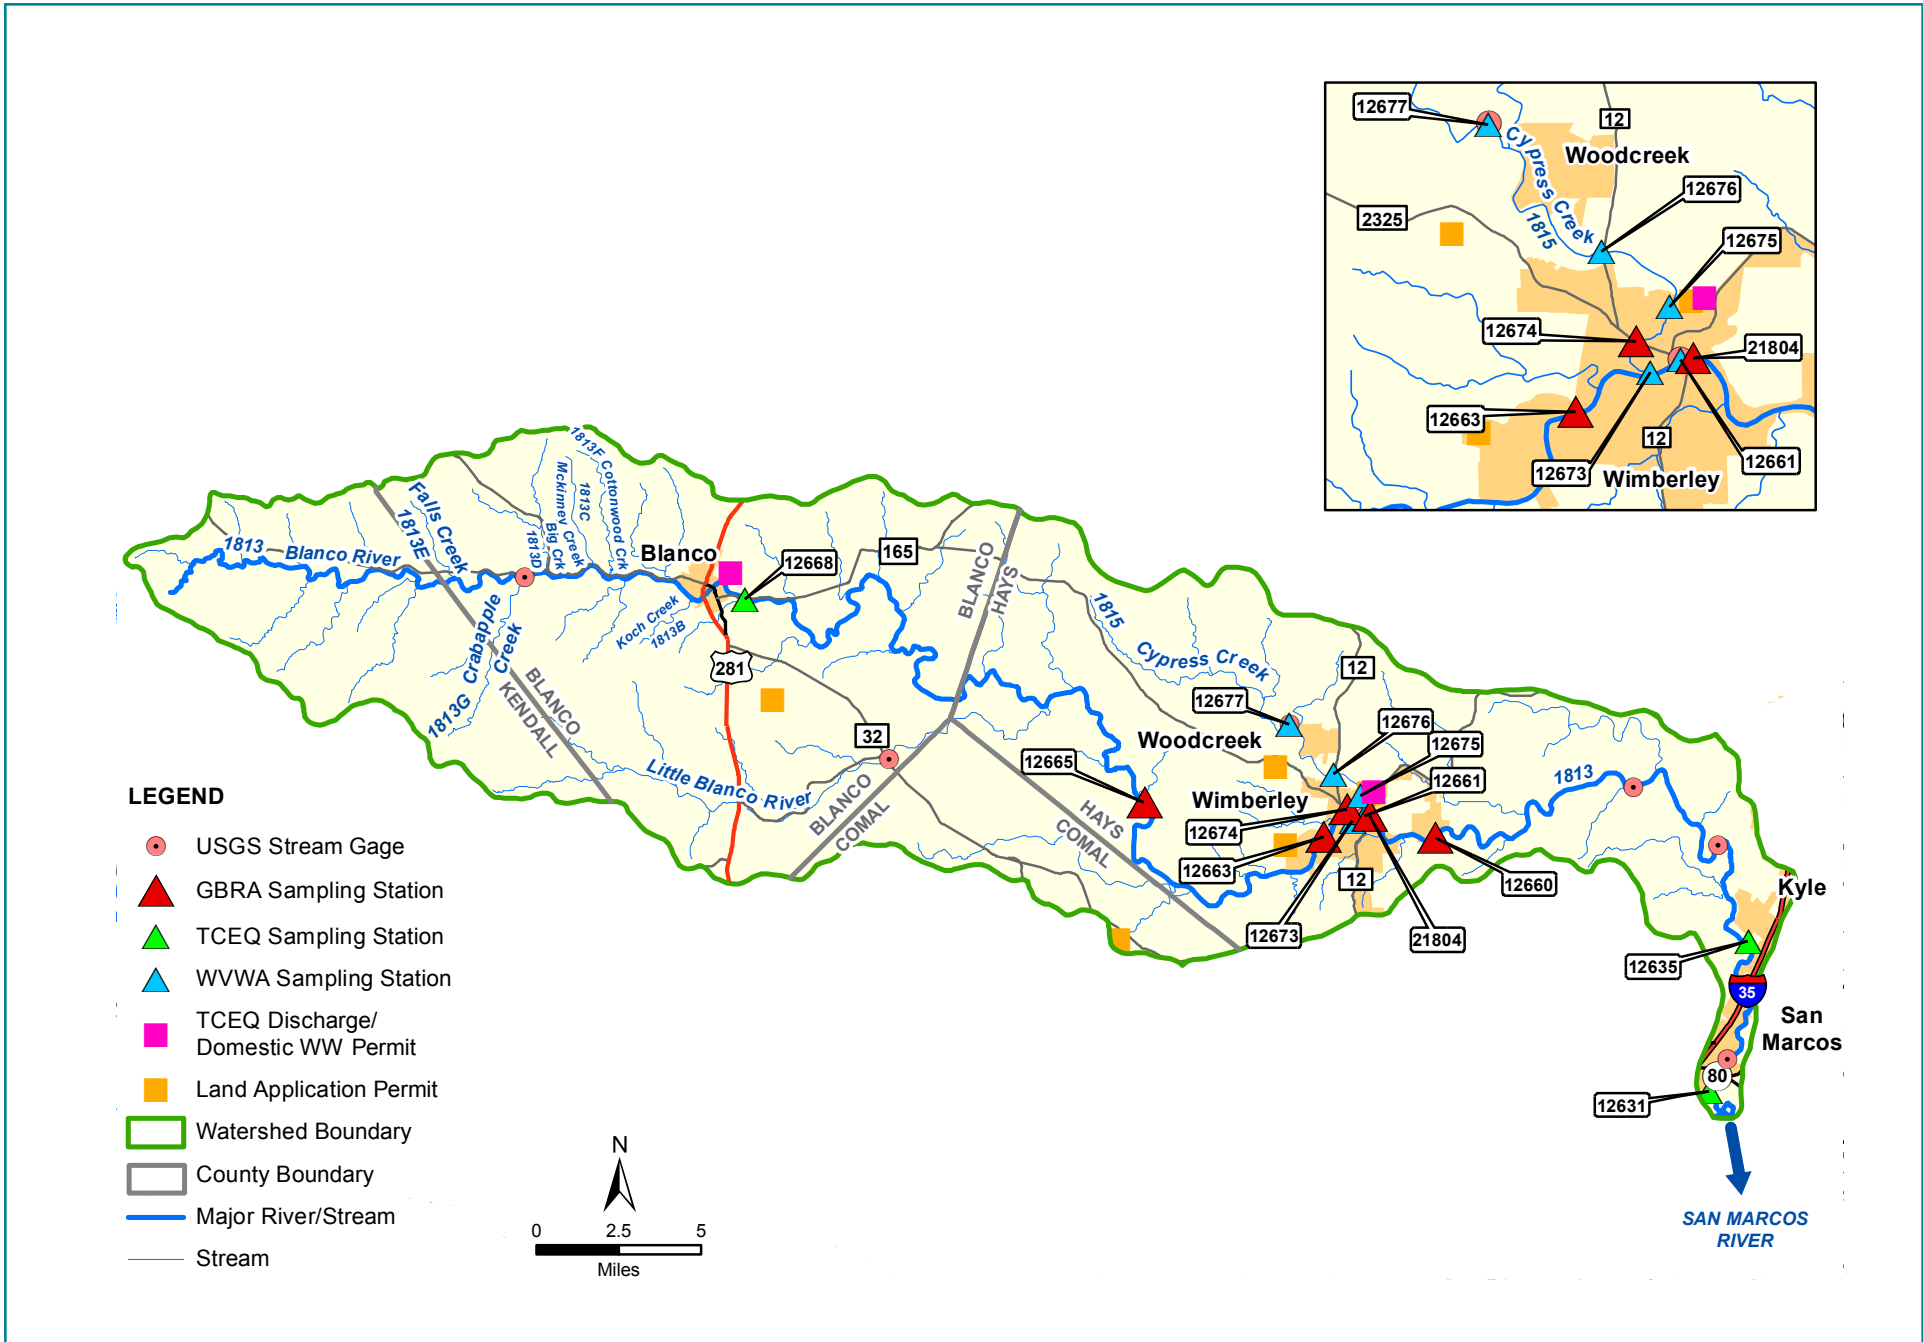 12677
12
Woodcreek
Cypress Creek
1815
12676
2325
12675
12674
21804
12663
12
12673
12661
Wimberley
1813F Cottonwood Crk
Mckinney Creek
1813C
Big Crk
1813D
Falls Creek
1813E
1813 Blanco River
Blanco
12668
165
BLANCO
HAYS
Koch Creek
1813B
1813G Crabapple
Creek
BLANCO
KENDALL
281
32
Little Blanco River
BLANCO
COMAL
1815
Cypress Creek
12
12677
12676
Woodcreek
12675
12665
12661
Wimberley
1813
12674
HAYS
COMAL
12663
12
12660
12673
21804
Kyle
12635
35
San
Marcos
80
12631
SAN MARCOS
RIVER
LEGEND
USGS Stream Gage
GBRA Sampling Station
TCEQ Sampling Station
WVWA Sampling Station
TCEQ Discharge/
Domestic WW Permit
Land Application Permit
Watershed Boundary
County Boundary
Major River/Stream
Stream
N
0 2.5 5
Miles